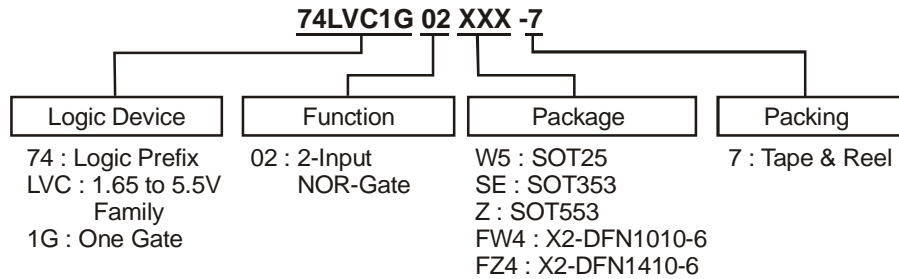 74LVC1G 02 XXX -7
Logic Device
74 : Logic Prefix
LVC : 1.65 to 5.5V
Family
1G : One Gate
Function
02 : 2-Input
NOR-Gate
Package
W5 : SOT25
SE : SOT353
Z : SOT553
FW4 : X2-DFN1010-6
FZ4 : X2-DFN1410-6
Packing
7 : Tape & Reel